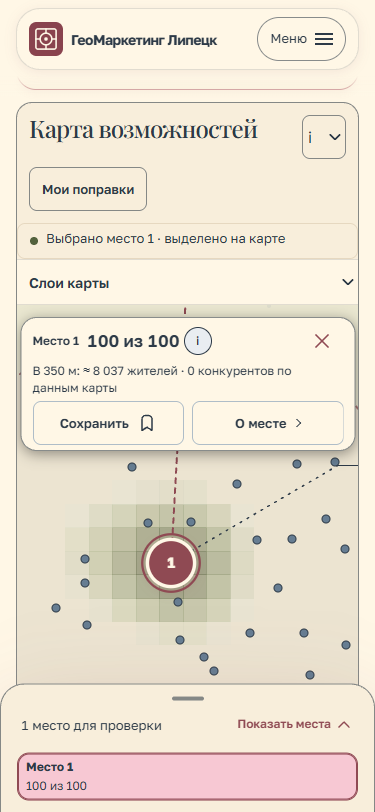 ГеоМаркетинг Липецк
Меню
Карта возможностей
i
Мои поправки
Выбрано место 1 · выделено на карте
Слои карты
Место 1 100 из 100 i
В 350 м: ≈ 8 037 жителей · 0 конкурентов по
данным карты
Сохранить
О месте
1
1 место для проверки
Показать места
Место 1
100 из 100